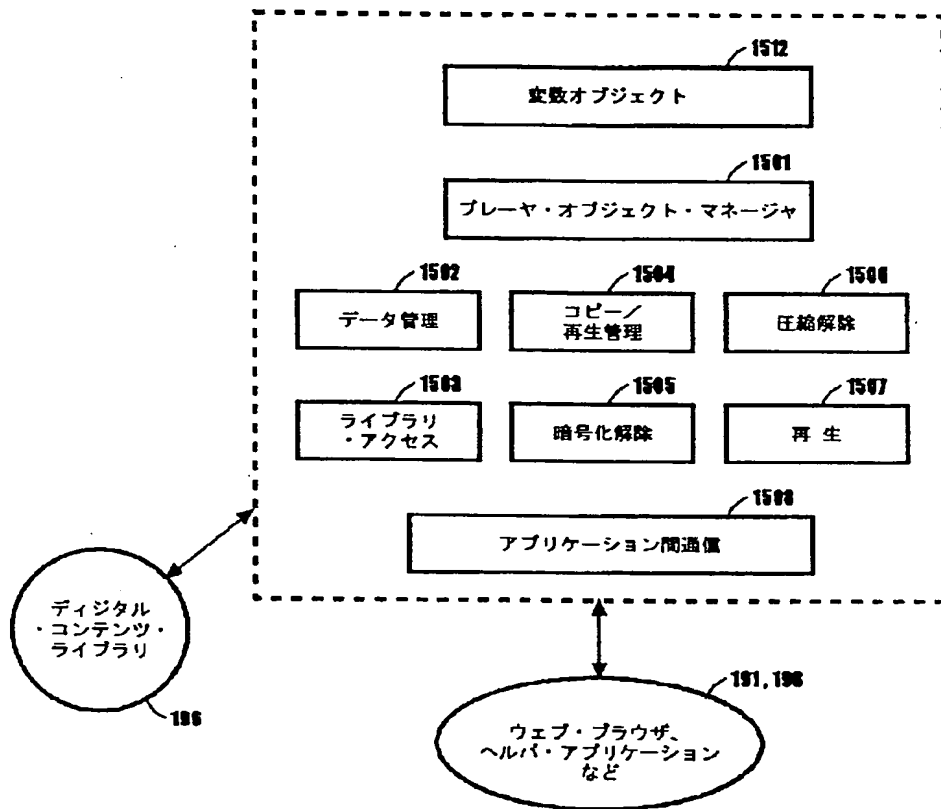 1512
変数オブジェクト
1501
プレーヤ・オブジェクト・マネージャ
1502
データ管理
1504
コピー／
再生管理
1506
圧縮解除
1503
ライブラリ
・アクセス
1505
暗号化解除
1507
再 生
1508
アプリケーション間通信
ディジタル
・コンテンツ・
ライブラリ
196
191, 198
ウェブ・ブラウザ、
ヘルパ・アプリケーション
など